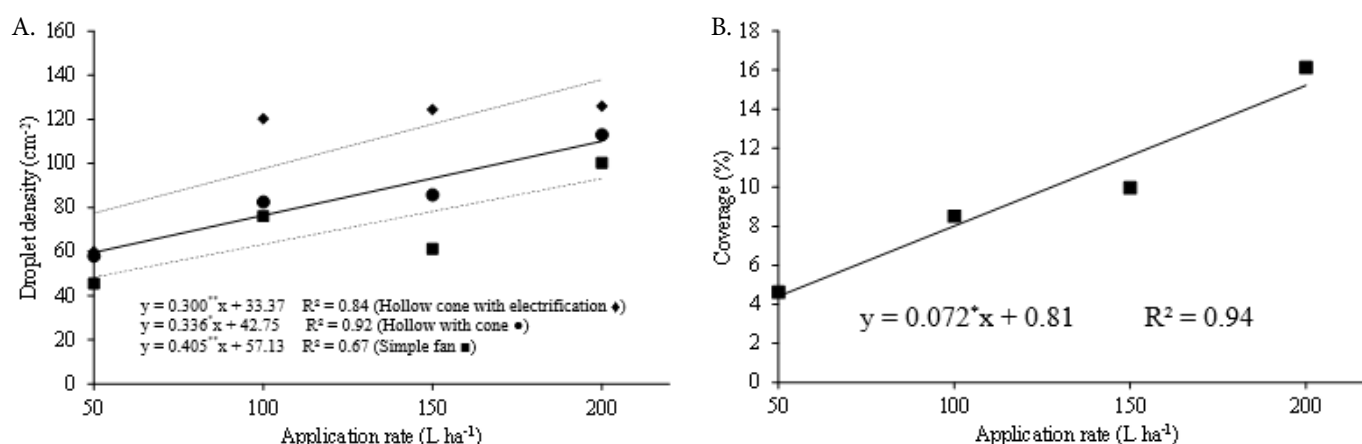 A.
160
140
120
100
80
60
40
20
0
Droplet density (cm⁻²)
y = 0.300**x + 33.37 R² = 0.84 (Hollow cone with electrification ♦)
y = 0.336*x + 42.75 R² = 0.92 (Hollow with cone ●)
y = 0.405**x + 57.13 R² = 0.67 (Simple fan ■)
50 100 150 200
Application rate (L ha⁻¹)
B.
18
16
14
12
10
8
6
4
2
0
Coverage (%)
y = 0.072*x + 0.81 R² = 0.94
50 100 150 200
Application rate (L ha⁻¹)